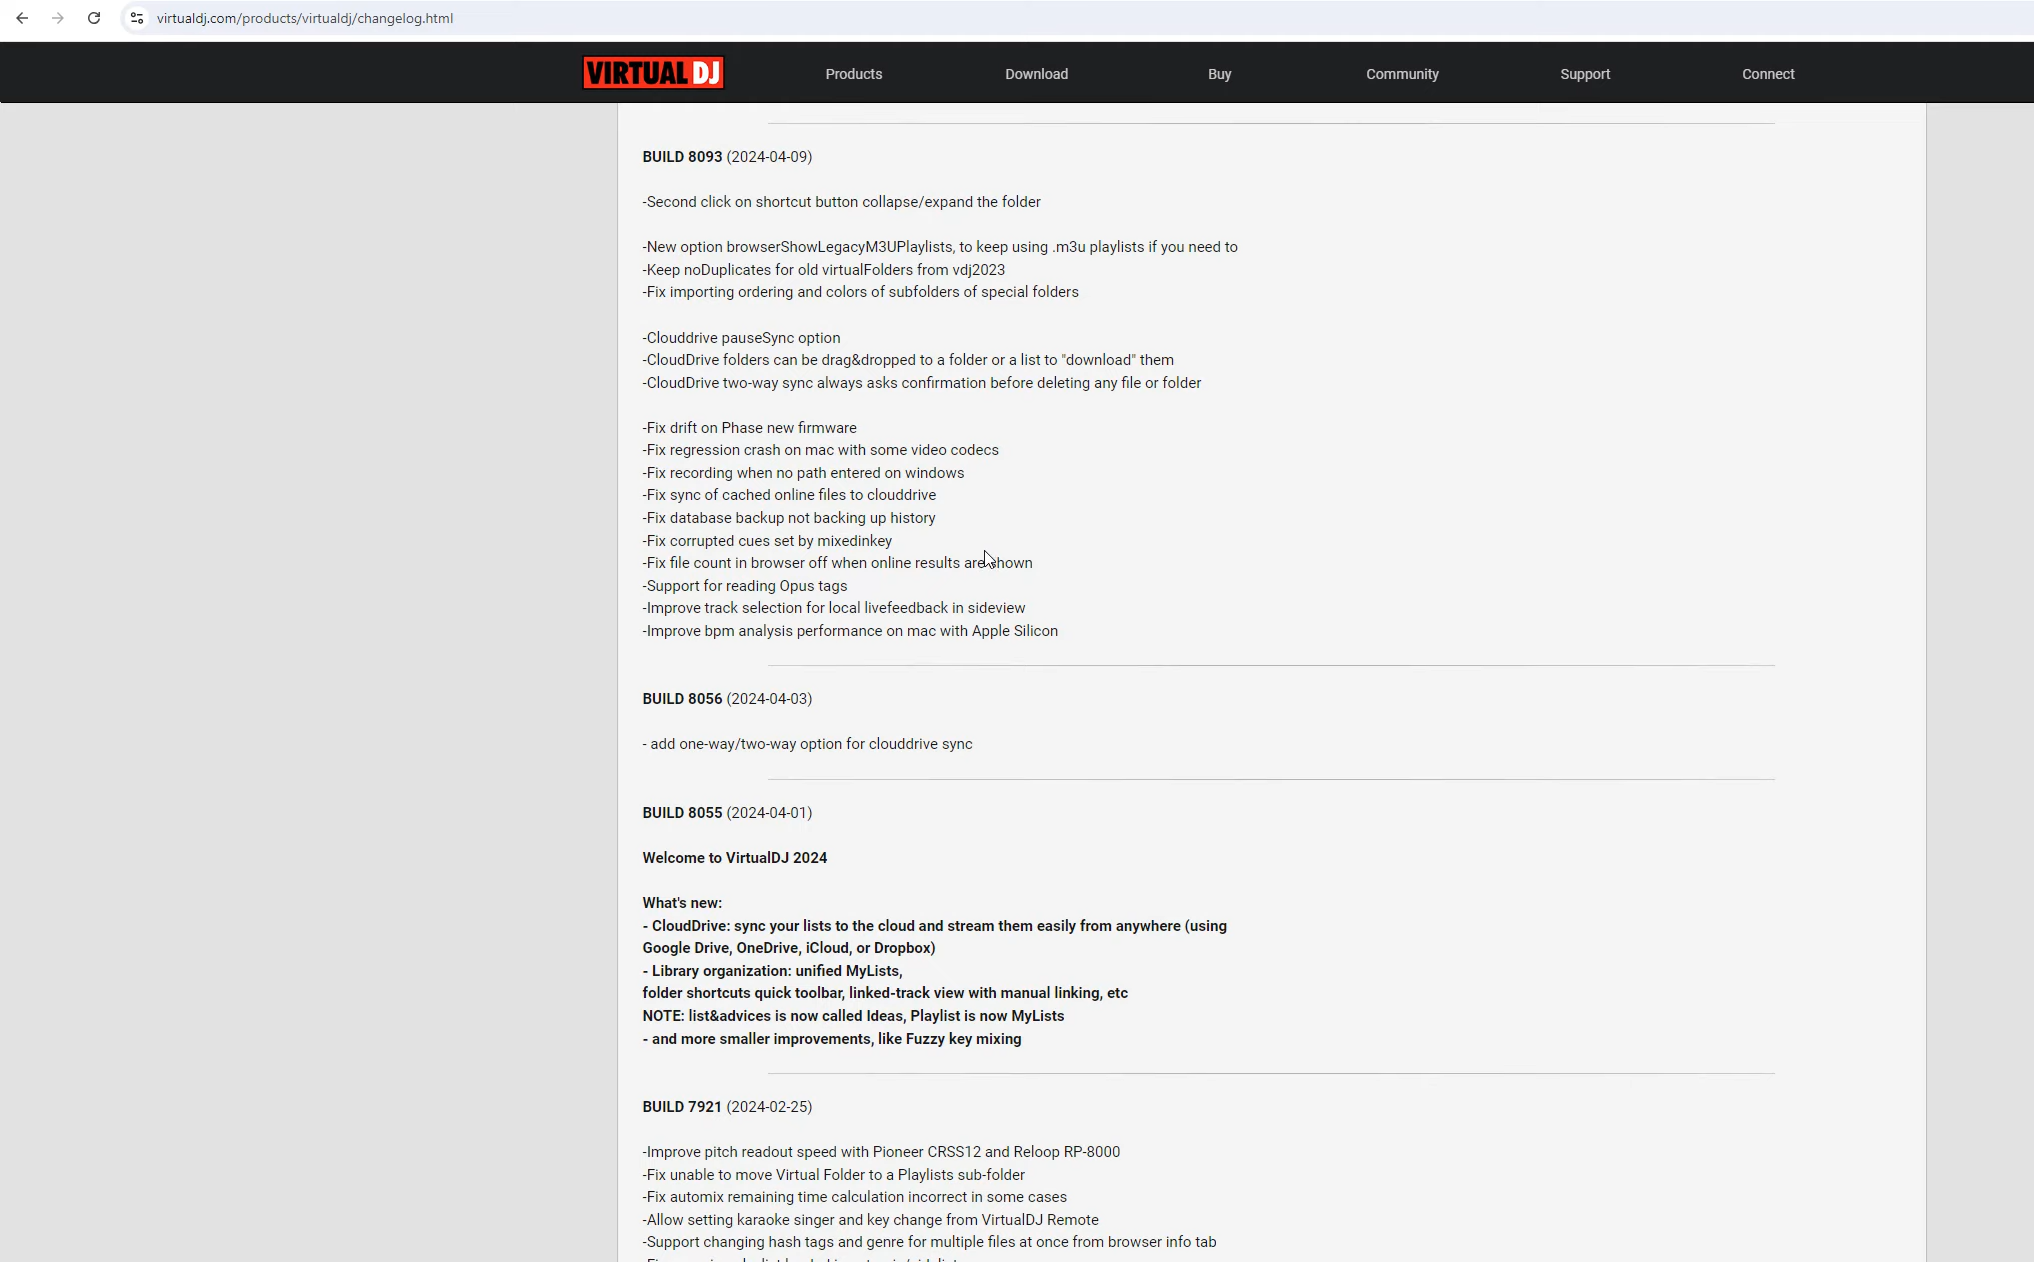 virtualdj.com/products/virtualdj/changelog.html
VIRTUAL DJ
Products
Download
Buy
Community
Support
Connect
BUILD 8093 (2024-04-09)
-Second click on shortcut button collapse/expand the folder
-New option browserShowLegacyM3UPlaylists, to keep using .m3u playlists if you need to
-Keep noDuplicates for old virtualFolders from vdj2023
-Fix importing ordering and colors of subfolders of special folders
-Clouddrive pauseSync option
-CloudDrive folders can be drag&dropped to a folder or a list to "download" them
-CloudDrive two-way sync always asks confirmation before deleting any file or folder
-Fix drift on Phase new firmware
-Fix regression crash on mac with some video codecs
-Fix recording when no path entered on windows
-Fix sync of cached online files to clouddrive
-Fix database backup not backing up history
-Fix corrupted cues set by mixedinkey
-Fix file count in browser off when online results are shown
-Support for reading Opus tags
-Improve track selection for local livefeedback in sideview
-Improve bpm analysis performance on mac with Apple Silicon
BUILD 8056 (2024-04-03)
- add one-way/two-way option for clouddrive sync
BUILD 8055 (2024-04-01)
Welcome to VirtualDJ 2024
What's new:
- CloudDrive: sync your lists to the cloud and stream them easily from anywhere (using
Google Drive, OneDrive, iCloud, or Dropbox)
- Library organization: unified MyLists,
folder shortcuts quick toolbar, linked-track view with manual linking, etc
NOTE: list&advices is now called Ideas, Playlist is now MyLists
- and more smaller improvements, like Fuzzy key mixing
BUILD 7921 (2024-02-25)
-Improve pitch readout speed with Pioneer CRSS12 and Reloop RP-8000
-Fix unable to move Virtual Folder to a Playlists sub-folder
-Fix automix remaining time calculation incorrect in some cases
-Allow setting karaoke singer and key change from VirtualDJ Remote
-Support changing hash tags and genre for multiple files at once from browser info tab